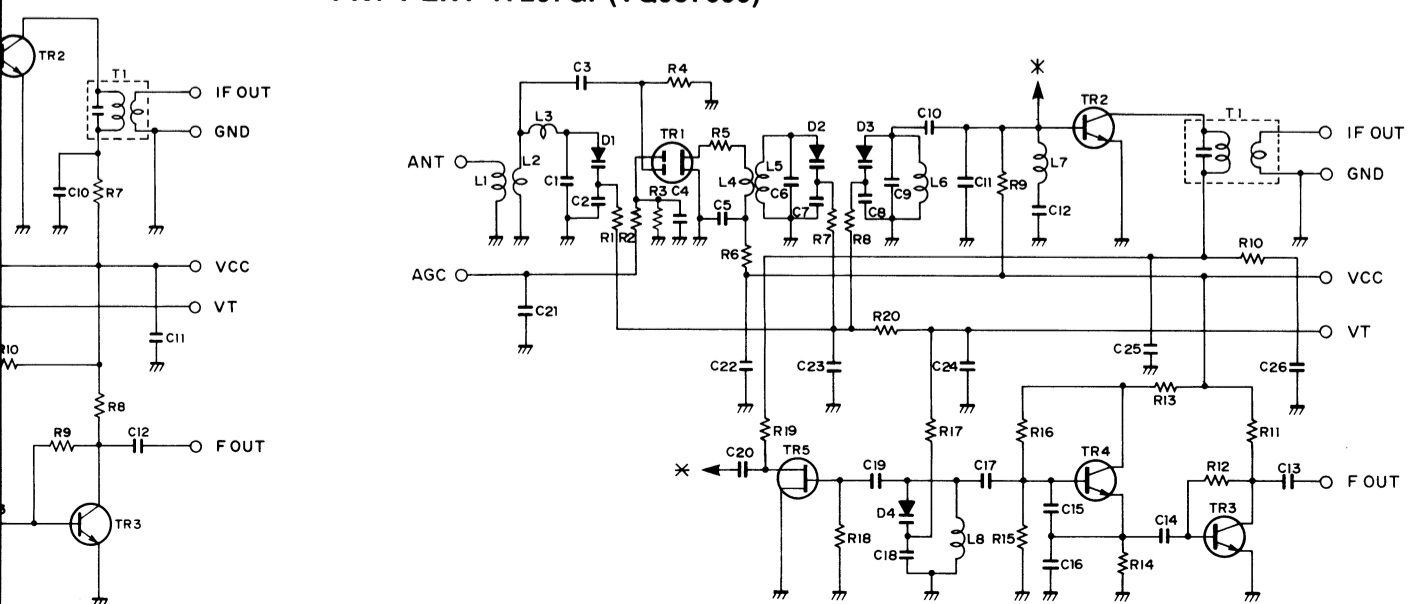 TR2
T1
IF OUT
GND
C10
R7
VCC
VT
C11
R10
R8
R9
C12
F OUT
TR3
C3
R4
L3
D1
TR1
R5
D2
D3
C10
TR2
T1
IF OUT
ANT
L1
L2
C1
C2
R3
C4
L4
L5
C6
C9
L6
C11
R9
L7
C12
GND
C5
C7
C8
R1
R2
R6
R7
R8
R10
AGC
VCC
C21
R20
VT
C22
C23
C24
C25
C26
R13
R19
R17
R16
R11
C20
TR5
C19
C17
TR4
R12
C13
F OUT
D4
C15
C14
TR3
R18
C18
L8
R15
C16
R14